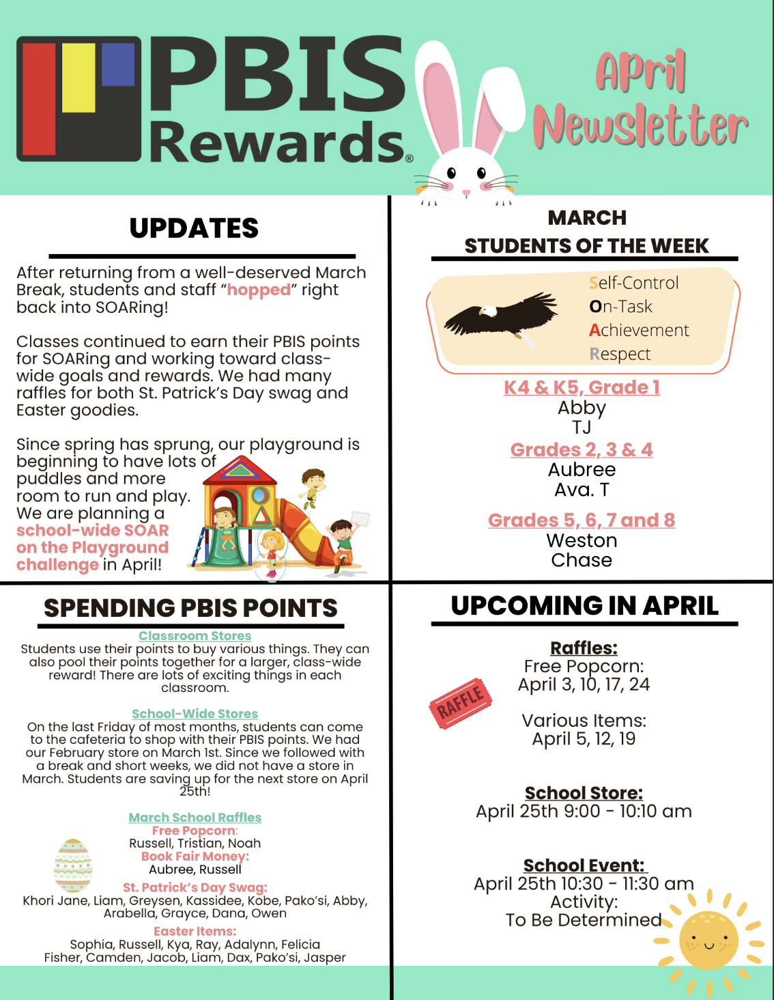 PBIS
Rewards®
April
Newsletter
UPDATES
After returning from a well-deserved March
Break, students and staff “hopped” right
back into SOARing!
Classes continued to earn their PBIS points
for SOARing and working toward class-
wide goals and rewards. We had many
raffles for both St. Patrick's Day swag and
Easter goodies.
Since spring has sprung, our playground is
beginning to have lots of
puddles and more
room to run and play.
We are planning a
school-wide SOAR
on the Playground
challenge in April!
MARCH
STUDENTS OF THE WEEK
Self-Control
On-Task
Achievement
Respect
K4 & K5, Grade 1
Abby
TJ
Grades 2, 3 & 4
Aubree
Ava. T
Grades 5, 6, 7 and 8
Weston
Chase
SPENDING PBIS POINTS
Classroom Stores
Students use their points to buy various things. They can
also pool their points together for a larger, class-wide
reward! There are lots of exciting things in each
classroom.
School-Wide Stores
On the last Friday of most months, students can come
to the cafeteria to shop with their PBIS points. We had
our February store on March 1st. Since we followed with
a break and short weeks, we did not have a store in
March. Students are saving up for the next store on April
25th!
March School Raffles
Free Popcorn:
Russell, Tristian, Noah
Book Fair Money:
Aubree, Russell
St. Patrick's Day Swag:
Khori Jane, Liam, Greysen, Kassidee, Kobe, Pako'si, Abby,
Arabella, Grayce, Dana, Owen
Easter Items:
Sophia, Russell, Kya, Ray, Adalynn, Felicia
Fisher, Camden, Jacob, Liam, Dax, Pako'si, Jasper
UPCOMING IN APRIL
Raffles:
Free Popcorn:
April 3, 10, 17, 24
RAFFLE
Various Items:
April 5, 12, 19
School Store:
April 25th 9:00 - 10:10 am
School Event:
April 25th 10:30 - 11:30 am
Activity:
To Be Determined